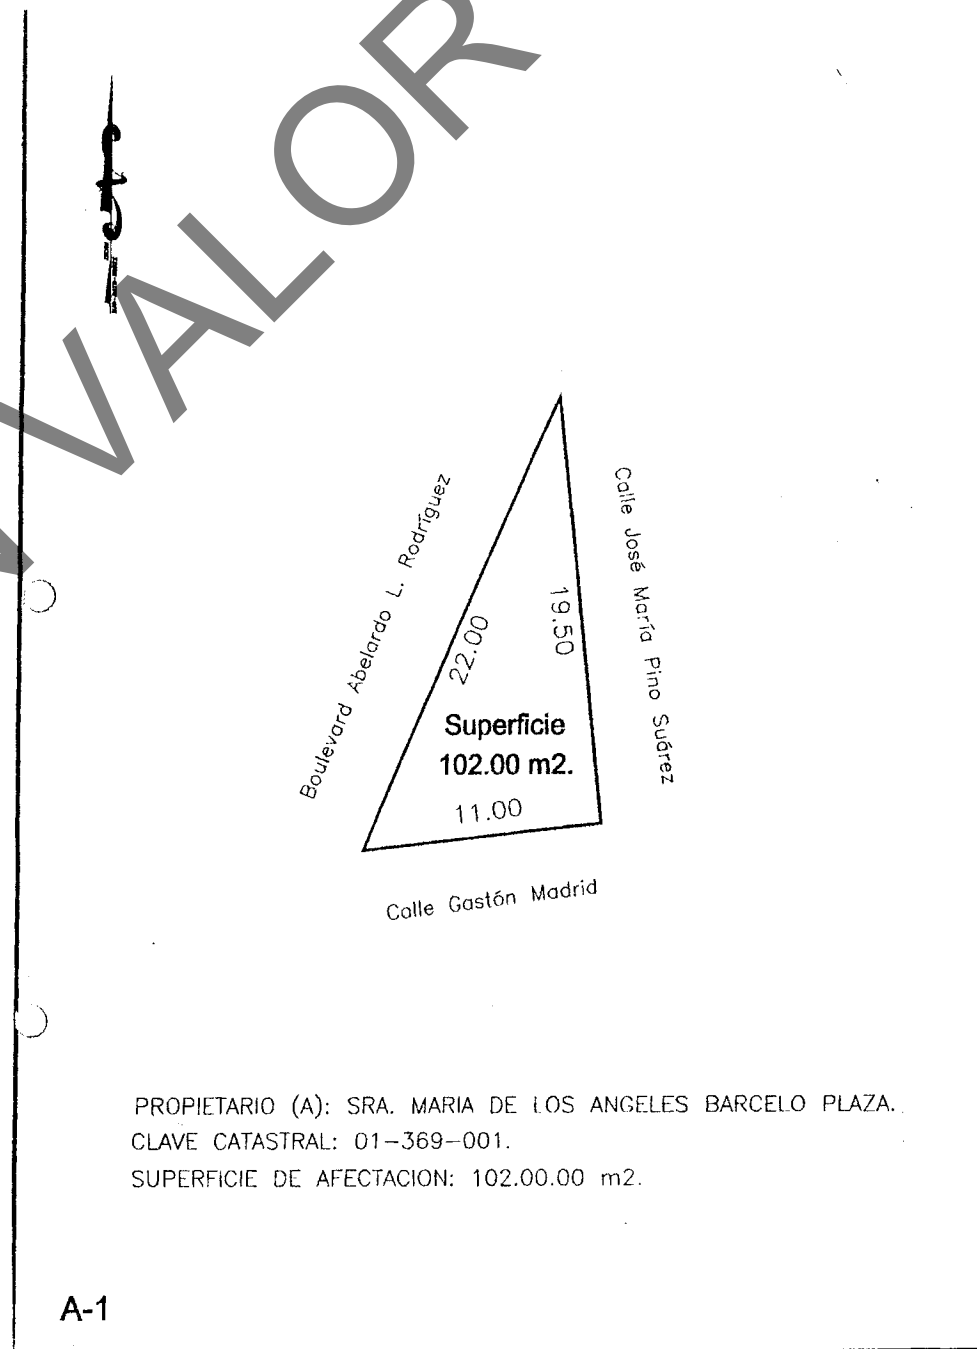 VALOR
Boulevard Abelardo L. Rodríguez
Calle José María Pino Suárez
22.00
19.50
Superficie
102.00 m2.
11.00
Calle Gastón Madrid
PROPIETARIO (A): SRA. MARIA DE LOS ANGELES BARCELO PLAZA.
CLAVE CATASTRAL: 01-369-001.
SUPERFICIE DE AFECTACION: 102.00.00 m2.
A-1